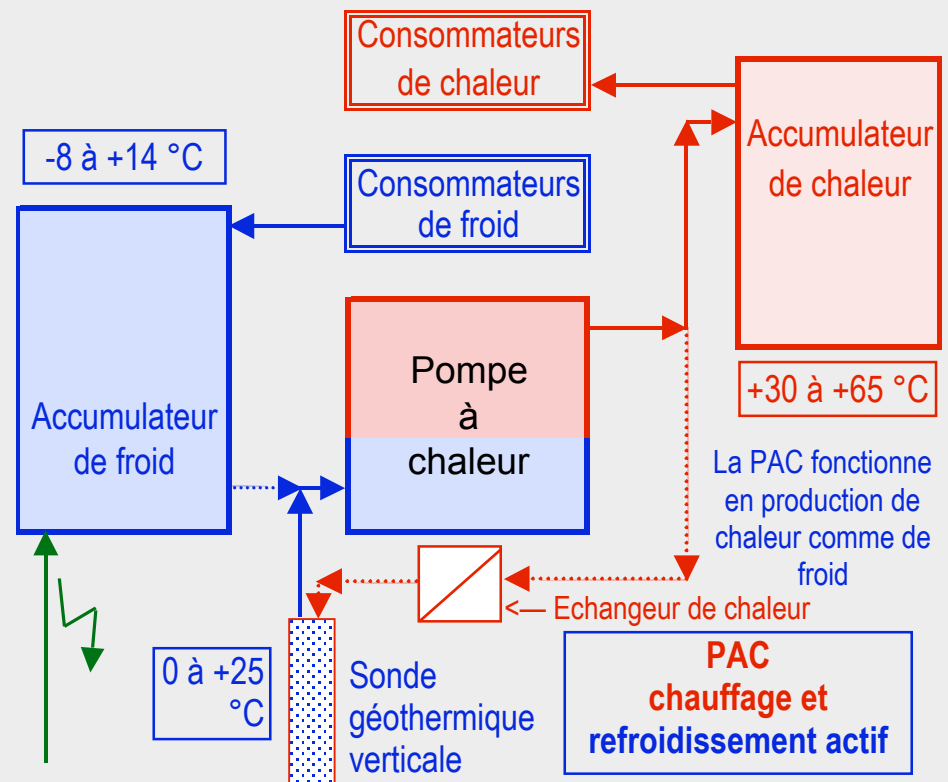 Consommateurs
de chaleur
-8 à +14 °C
Consommateurs
de froid
Accumulateur
de chaleur
Accumulateur
de froid
Pompe
à
chaleur
+30 à +65 °C
La PAC fonctionne
en production de
chaleur comme de
froid
<— Echangeur de chaleur
0 à +25
°C
Sonde
géothermique
verticale
PAC
chauffage et
refroidissement actif